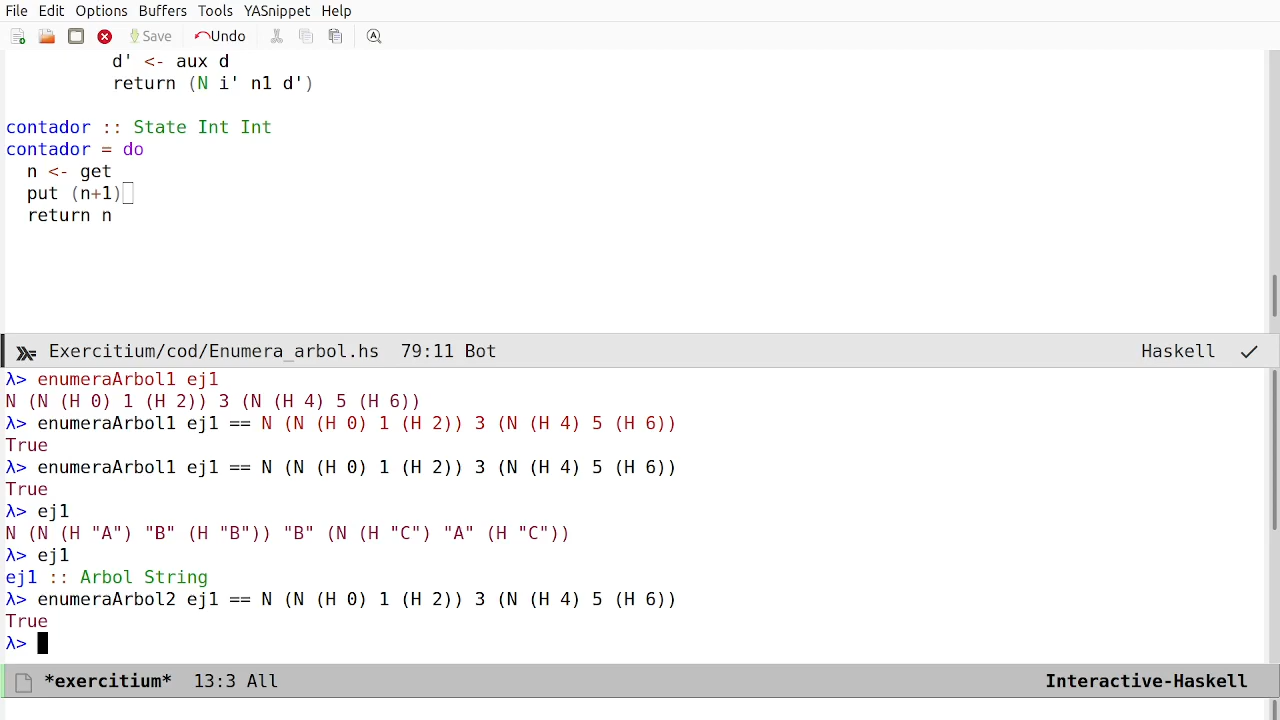 File Edit Options Buffers Tools YASnippet Help
Save Undo
d' <- aux d
return (N i' n1 d')
contador :: State Int Int
contador = do
n <- get
put (n+1)
return n
Exercitium/cod/Enumera_arbol.hs 79:11 Bot Haskell ✓
λ> enumeraArbol1 ej1
N (N (H 0) 1 (H 2)) 3 (N (H 4) 5 (H 6))
λ> enumeraArbol1 ej1 == N (N (H 0) 1 (H 2)) 3 (N (H 4) 5 (H 6))
True
λ> enumeraArbol1 ej1 == N (N (H 0) 1 (H 2)) 3 (N (H 4) 5 (H 6))
True
λ> ej1
N (N (H "A") "B" (H "B")) "B" (N (H "C") "A" (H "C"))
λ> ej1
ej1 :: Arbol String
λ> enumeraArbol2 ej1 == N (N (H 0) 1 (H 2)) 3 (N (H 4) 5 (H 6))
True
λ>
*exercitium* 13:3 All Interactive-Haskell